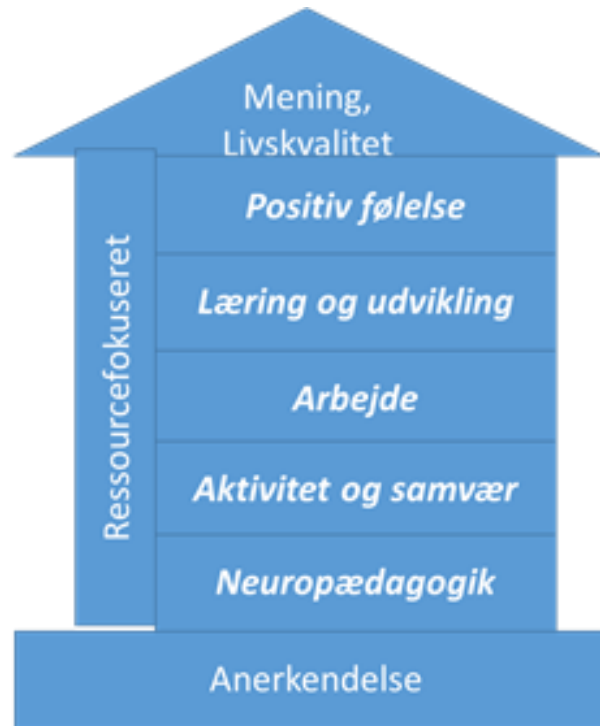 Mening,
Livskvalitet
Ressourcefokuseret
Positiv følelse
Læring og udvikling
Arbejde
Aktivitet og samvær
Neuropædagogik
Anerkendelse